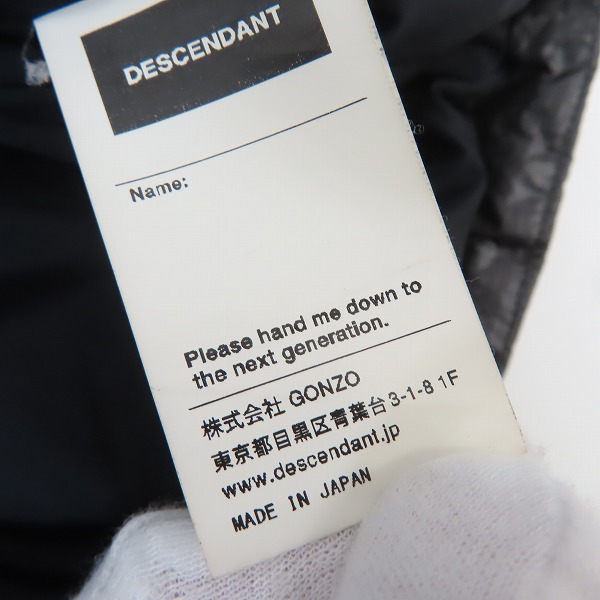 DESCENDANT
Name:
Please hand me down to
the next generation.
株式会社 GONZO
東京都目黒区青葉台3-1-8 1F
www.descendant.jp
MADE IN JAPAN